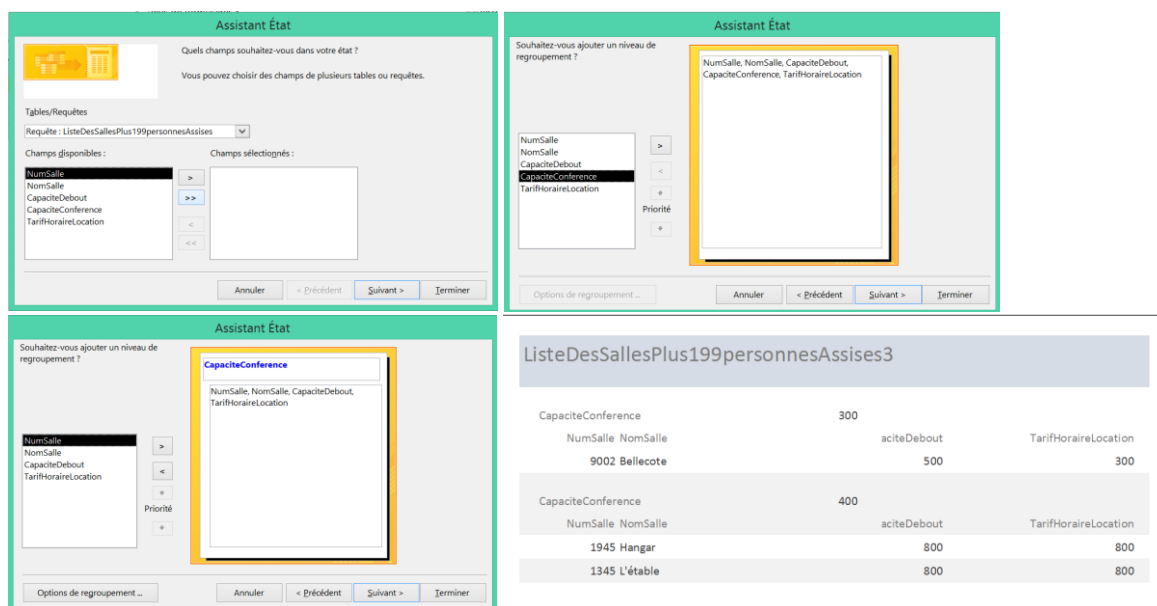 Assistant État
Quels champs souhaitez-vous dans votre état ?
Vous pouvez choisir des champs de plusieurs tables ou requêtes.
Tables/Requêtes
Requête : ListeDesSallesPlus199personnesAssises
Champs disponibles :
Champs sélectionnés :
NumSalle
NomSalle
CapaciteDebout
CapaciteConference
TarifHoraireLocation
>
>>
<
<<
Annuler
< Précédent
Suivant >
Terminer
Assistant État
Souhaitez-vous ajouter un niveau de
regroupement ?
NumSalle, NomSalle, CapaciteDebout,
CapaciteConference, TarifHoraireLocation
NumSalle
NomSalle
CapaciteDebout
CapaciteConference
TarifHoraireLocation
>
<
Priorité
Options de regroupement ...
Annuler
< Précédent
Suivant >
Terminer
Assistant État
Souhaitez-vous ajouter un niveau de
regroupement ?
CapaciteConference
NumSalle, NomSalle, CapaciteDebout,
TarifHoraireLocation
NumSalle
NomSalle
CapaciteDebout
TarifHoraireLocation
>
<
Priorité
Options de regroupement ...
Annuler
< Précédent
Suivant >
Terminer
ListeDesSallesPlus199personnesAssises3
CapaciteConference 300
NumSalle NomSalle aciteDebout TarifHoraireLocation
9002 Bellecote 500 300
CapaciteConference 400
NumSalle NomSalle aciteDebout TarifHoraireLocation
1945 Hangar 800 800
1345 L'étable 800 800